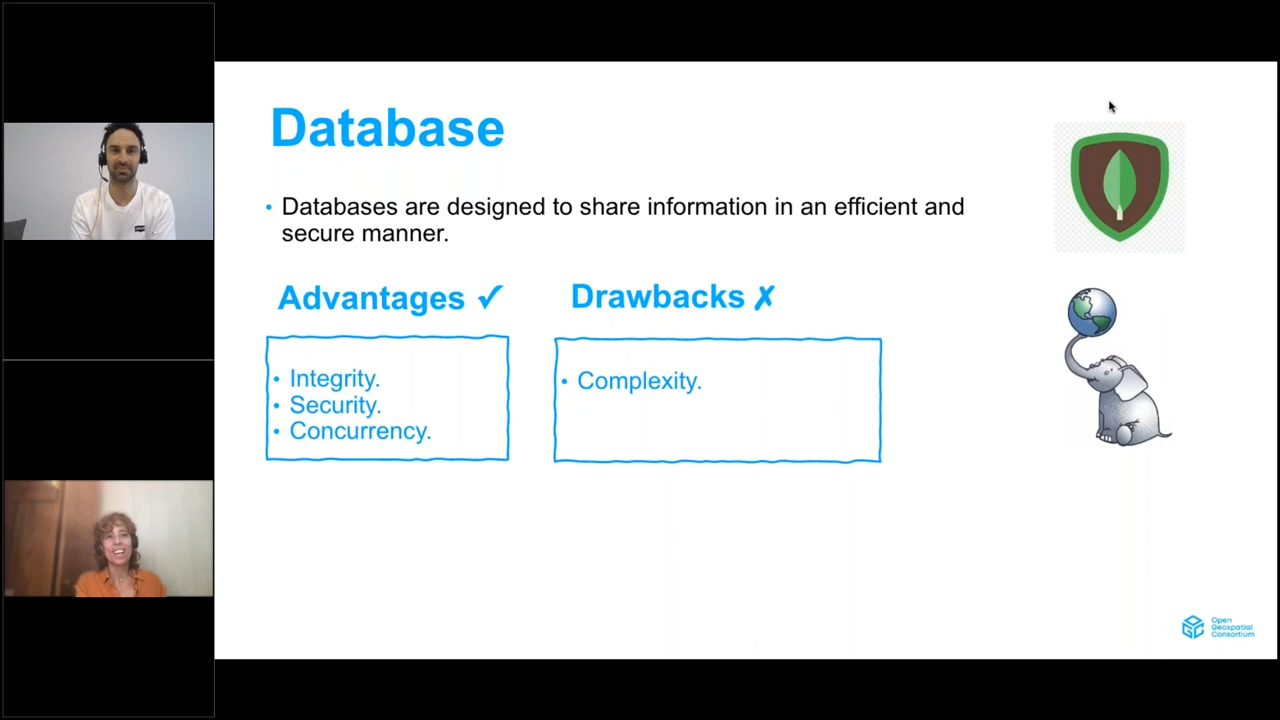 Database
• Databases are designed to share information in an efficient and
secure manner.
Advantages ✓
Drawbacks ✗
• Integrity.
• Security.
• Concurrency.
• Complexity.
Open
Geospatial
Consortium